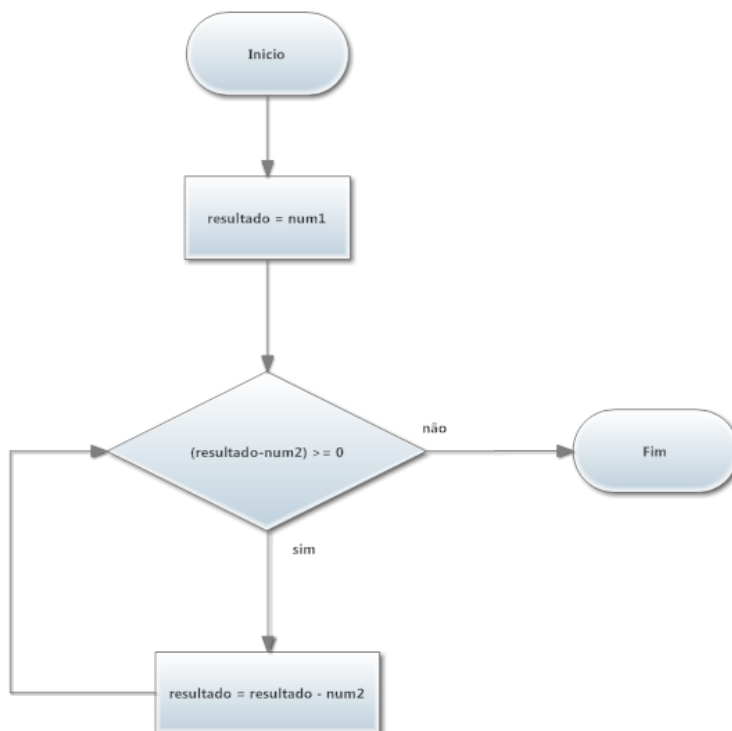 Inicio
resultado = num1
(resultado-num2) >= 0
não
Fim
sim
resultado = resultado - num2